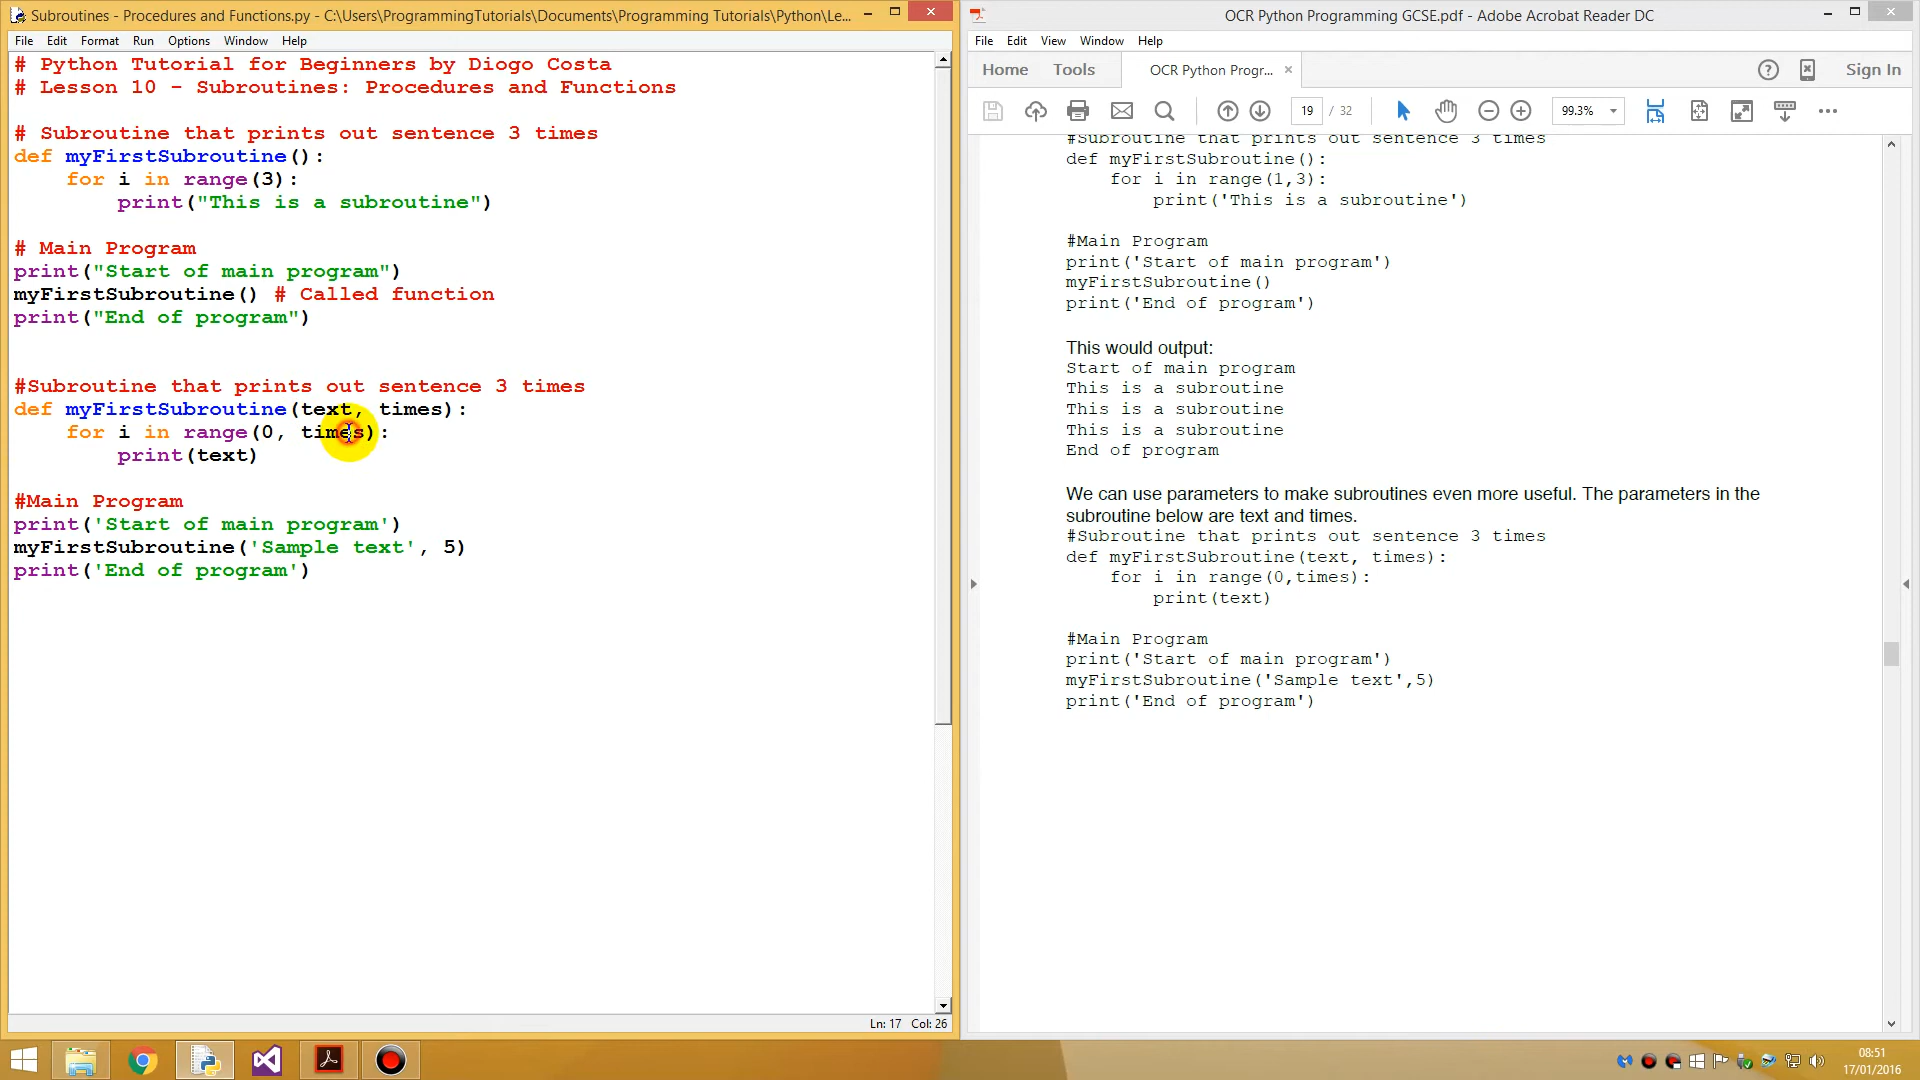 Subroutines - Procedures and Functions.py - C:\Users\ProgrammingTutorials\Documents\Programming Tutorials\Python\Le...
File Edit Format Run Options Window Help
# Python Tutorial for Beginners by Diogo Costa
# Lesson 10 - Subroutines: Procedures and Functions
# Subroutine that prints out sentence 3 times
def myFirstSubroutine():
    for i in range(3):
        print("This is a subroutine")
# Main Program
print("Start of main program")
myFirstSubroutine() # Called function
print("End of program")
#Subroutine that prints out sentence 3 times
def myFirstSubroutine(text, times):
    for i in range(0, times):
        print(text)
#Main Program
print('Start of main program')
myFirstSubroutine('Sample text', 5)
print('End of program')
Ln: 17 Col: 26
OCR Python Programming GCSE.pdf - Adobe Acrobat Reader DC
File Edit View Window Help
Home Tools OCR Python Progr... × Sign In
19 / 32 99.3%
#Subroutine that prints out sentence 3 times
def myFirstSubroutine():
    for i in range(1,3):
        print('This is a subroutine')
#Main Program
print('Start of main program')
myFirstSubroutine()
print('End of program')
This would output:
Start of main program
This is a subroutine
This is a subroutine
This is a subroutine
End of program
We can use parameters to make subroutines even more useful. The parameters in the
subroutine below are text and times.
#Subroutine that prints out sentence 3 times
def myFirstSubroutine(text, times):
    for i in range(0,times):
        print(text)
#Main Program
print('Start of main program')
myFirstSubroutine('Sample text',5)
print('End of program')
08:51
17/01/2016